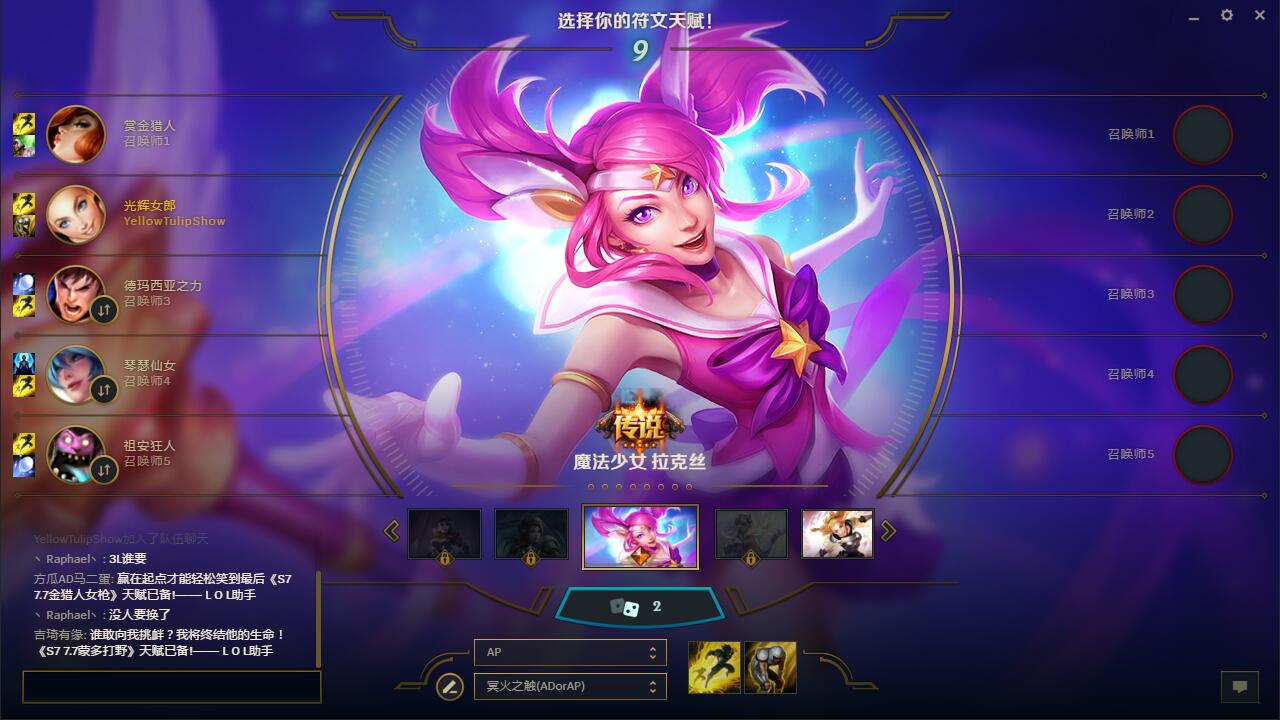 选择你的符文天赋!
9
赏金猎人
召唤师1
光辉女郎
YellowTulipShow
德玛西亚之力
召唤师3
琴瑟仙女
召唤师4
祖安狂人
召唤师5
召唤师1
召唤师2
召唤师3
召唤师4
召唤师5
传说
魔法少女 拉克丝
YellowTulipShow加入了队伍聊天
丶 Raphael丶: 3L谁要
方瓜AD马二蛋: 赢在起点才能轻松笑到最后《S7
7.7金猎人女枪》天赋已备!—— L O L助手
丶 Raphael丶: 没人要换了
吉琦有缘: 谁敢向我挑衅？我将终结他的生命！
《S7 7.7蒙多打野》天赋已备!—— L O L助手
2
AP
冥火之触(ADorAP)